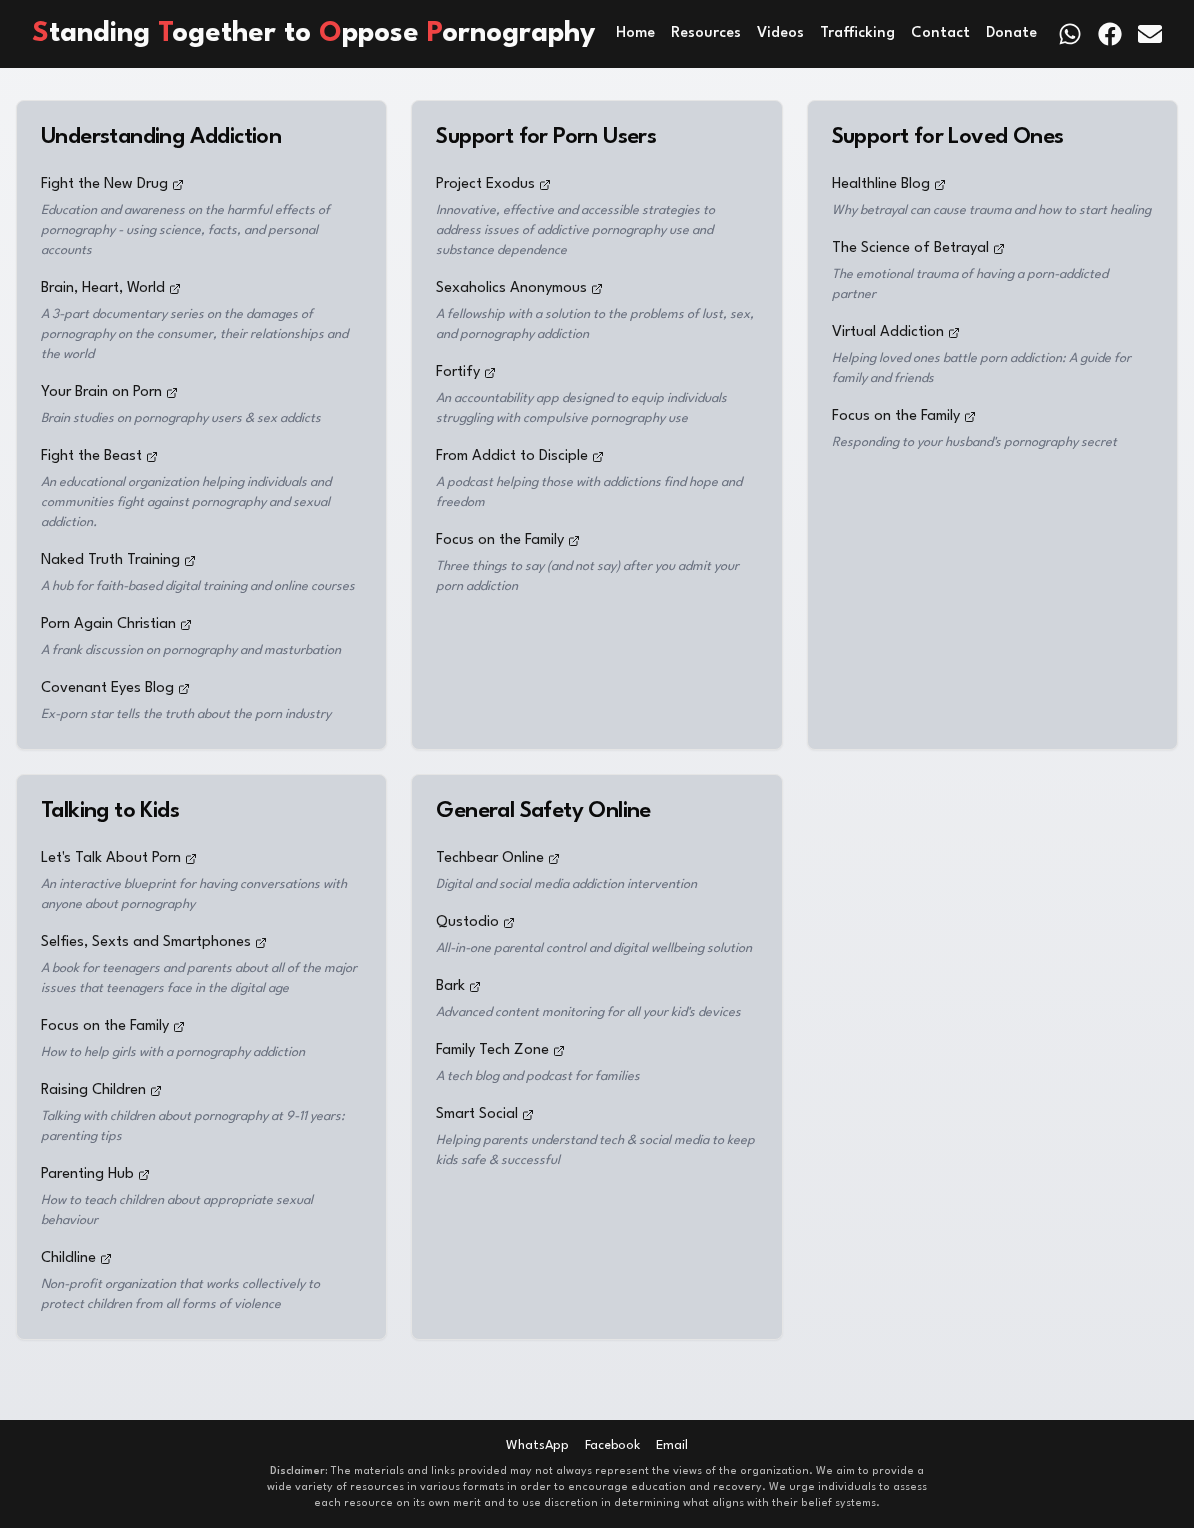 Standing Together to Oppose Pornography
Home Resources Videos Trafficking Contact Donate
Understanding Addiction
Fight the New Drug
Education and awareness on the harmful effects of
pornography - using science, facts, and personal
accounts
Brain, Heart, World
A 3-part documentary series on the damages of
pornography on the consumer, their relationships and
the world
Your Brain on Porn
Brain studies on pornography users & sex addicts
Fight the Beast
An educational organization helping individuals and
communities fight against pornography and sexual
addiction.
Naked Truth Training
A hub for faith-based digital training and online courses
Porn Again Christian
A frank discussion on pornography and masturbation
Covenant Eyes Blog
Ex-porn star tells the truth about the porn industry
Support for Porn Users
Project Exodus
Innovative, effective and accessible strategies to
address issues of addictive pornography use and
substance dependence
Sexaholics Anonymous
A fellowship with a solution to the problems of lust, sex,
and pornography addiction
Fortify
An accountability app designed to equip individuals
struggling with compulsive pornography use
From Addict to Disciple
A podcast helping those with addictions find hope and
freedom
Focus on the Family
Three things to say (and not say) after you admit your
porn addiction
Support for Loved Ones
Healthline Blog
Why betrayal can cause trauma and how to start healing
The Science of Betrayal
The emotional trauma of having a porn-addicted
partner
Virtual Addiction
Helping loved ones battle porn addiction: A guide for
family and friends
Focus on the Family
Responding to your husband's pornography secret
Talking to Kids
Let's Talk About Porn
An interactive blueprint for having conversations with
anyone about pornography
Selfies, Sexts and Smartphones
A book for teenagers and parents about all of the major
issues that teenagers face in the digital age
Focus on the Family
How to help girls with a pornography addiction
Raising Children
Talking with children about pornography at 9-11 years:
parenting tips
Parenting Hub
How to teach children about appropriate sexual
behaviour
Childline
Non-profit organization that works collectively to
protect children from all forms of violence
General Safety Online
Techbear Online
Digital and social media addiction intervention
Qustodio
All-in-one parental control and digital wellbeing solution
Bark
Advanced content monitoring for all your kid's devices
Family Tech Zone
A tech blog and podcast for families
Smart Social
Helping parents understand tech & social media to keep
kids safe & successful
WhatsApp Facebook Email
Disclaimer: The materials and links provided may not always represent the views of the organization. We aim to provide a
wide variety of resources in various formats in order to encourage education and recovery. We urge individuals to assess
each resource on its own merit and to use discretion in determining what aligns with their belief systems.